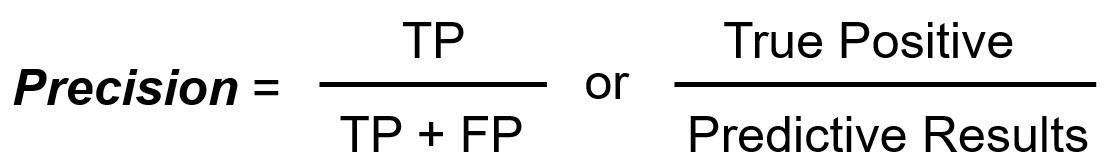 TP True Positive
Precision = or
TP + FP Predictive Results